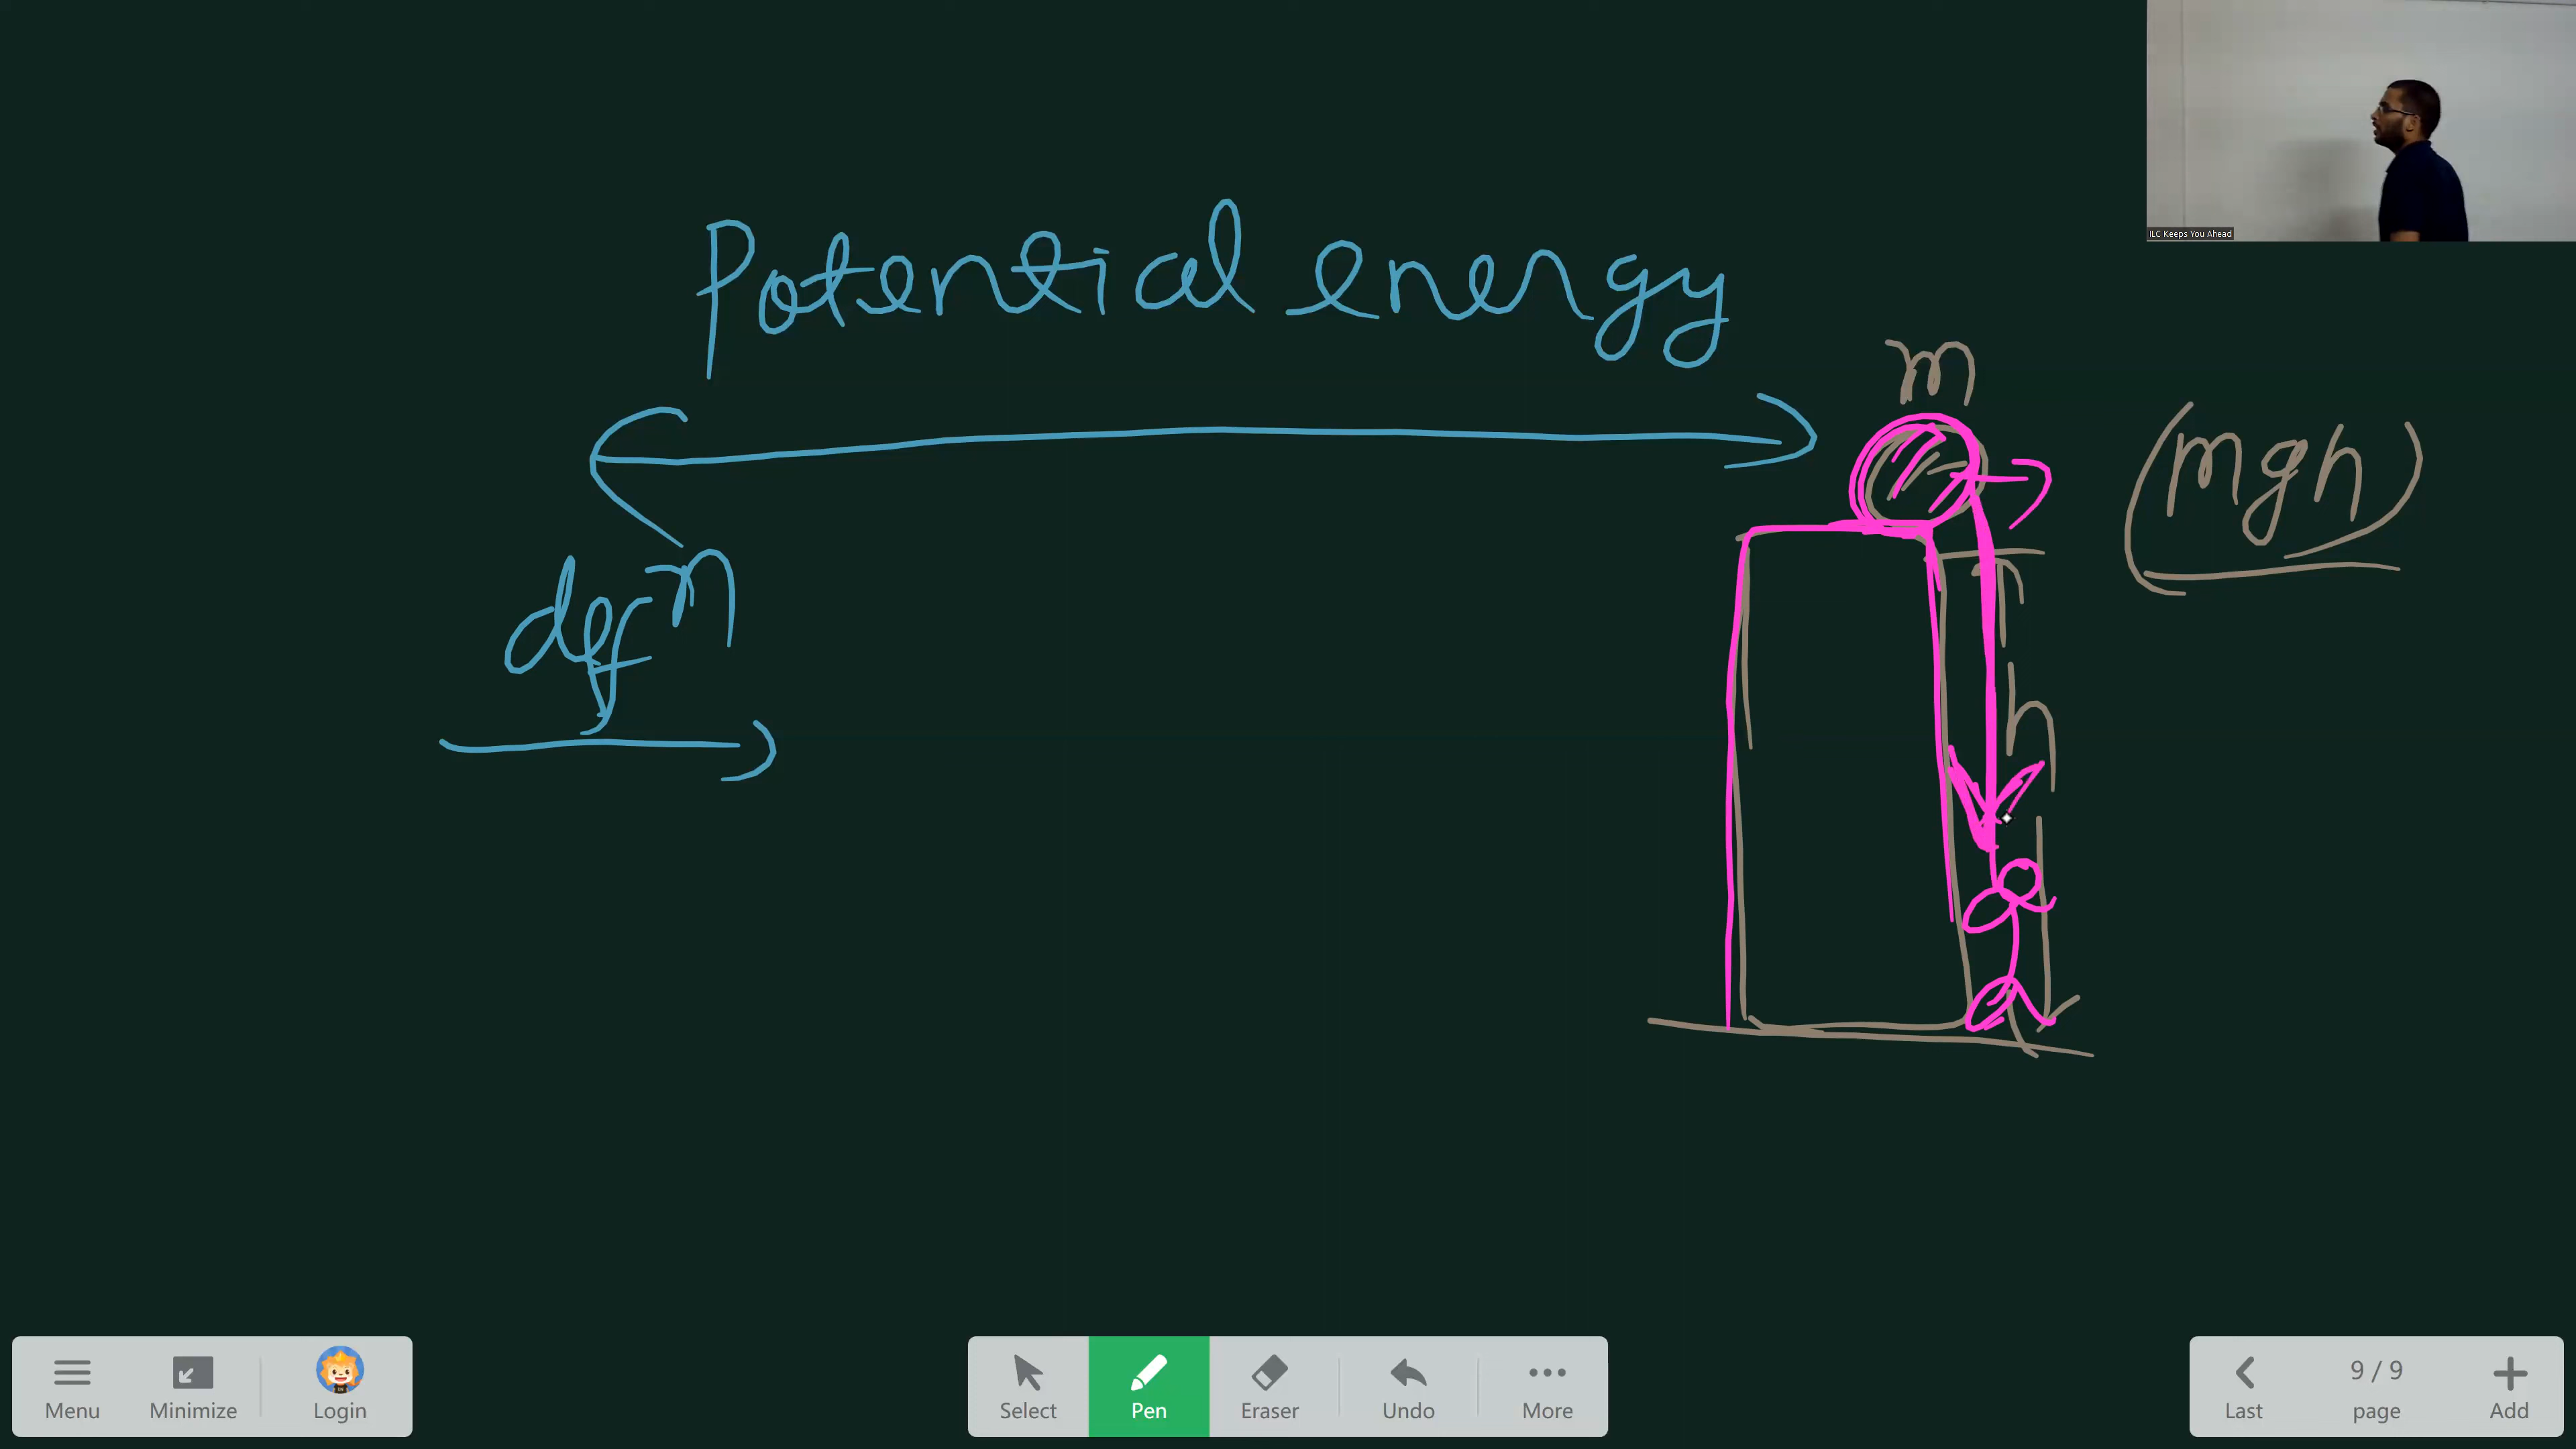 ILC Keeps You Ahead
Potential energy
m
(mgh)
defn
h
Menu
Minimize
Login
Select
Pen
Eraser
Undo
More
Last
9 / 9
page
Add